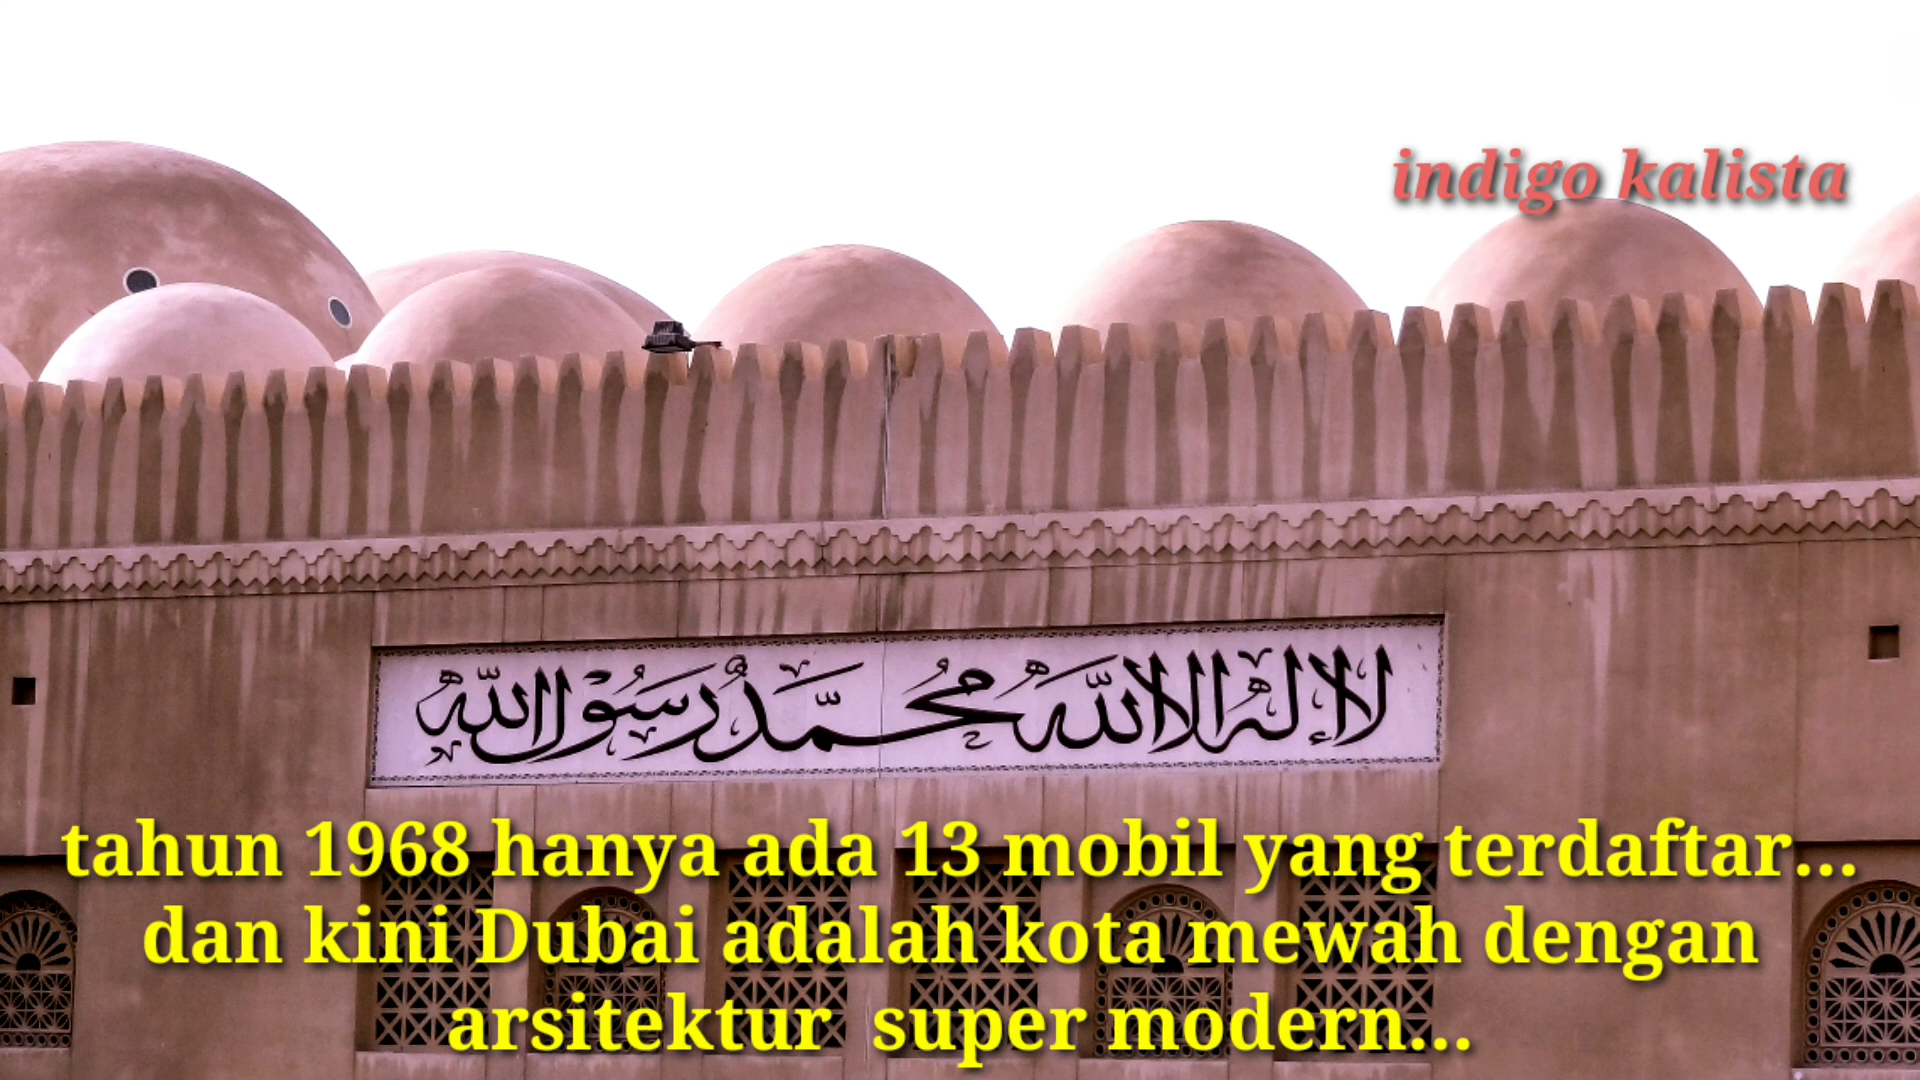 indigo kalista
لا إله الا الله محمد رسول الله
tahun 1968 hanya ada 13 mobil yang terdaftar...
dan kini Dubai adalah kota mewah dengan
arsitektur super modern...